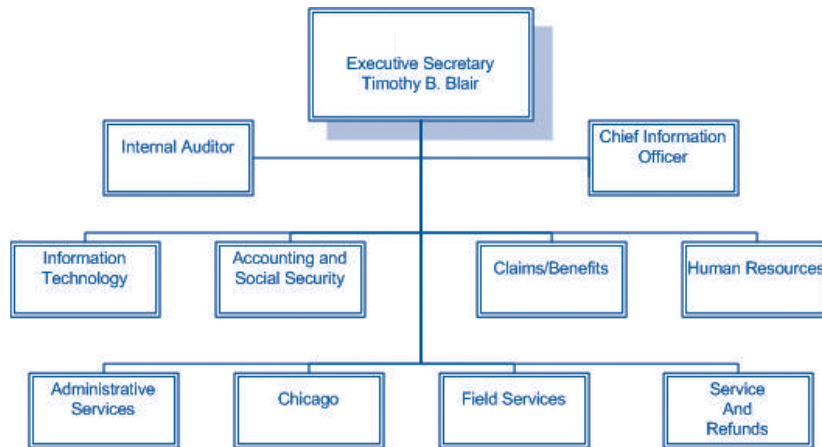 Executive Secretary
Timothy B. Blair
Internal Auditor
Chief Information
Officer
Information
Technology
Accounting and
Social Security
Claims/Benefits
Human Resources
Administrative
Services
Chicago
Field Services
Service
And
Refunds